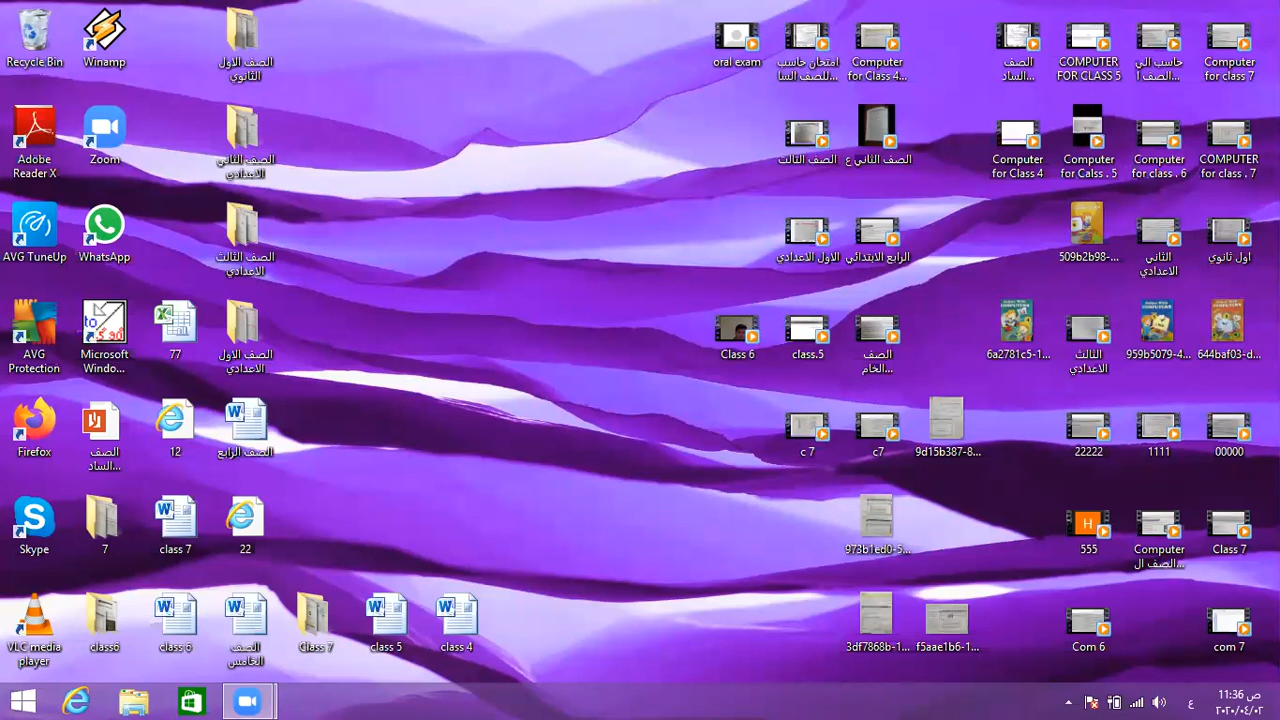 Recycle Bin
Winamp
الصف الاول
الثانوي
oral exam
امتحان حاسب
للصف السا...
Computer
for Class 4...
الصف
الساد...
COMPUTER
FOR CLASS 5
حاسب الي
الصف ا...
Computer
for class 7
Adobe
Reader X
Zoom
الصف الثاني
الاعدادي
الصف الثالث
الصف الثاني ع
Computer
for Class 4
Computer
for Calss . 5
Computer
for class . 6
COMPUTER
for class . 7
AVG TuneUp
WhatsApp
الصف الثالث
الاعدادي
الاول الاعدادي
الرابع الابتدائي
509b2b98-...
الثاني
الاعدادي
اول ثانوي
AVG
Protection
Microsoft
Windo...
77
الصف الاول
الاعدادي
Class 6
class.5
الصف
الخام...
6a2781c5-1...
الثالث
الاعدادي
959b5079-4...
644baf03-d...
Firefox
الصف
الساد...
12
الصف الرابع
c 7
c7
9d15b387-8...
22222
1111
00000
Skype
7
class 7
22
973b1ed0-5...
H
555
Computer
الصف ال...
Class 7
VLC media
player
class6
class 6
الصف
الخامس
Class 7
class 5
class 4
3df7868b-1...
f5aae1b6-1...
Com 6
com 7
ع
11:36 ص
٢٠٢٠/٠٤/٠٢